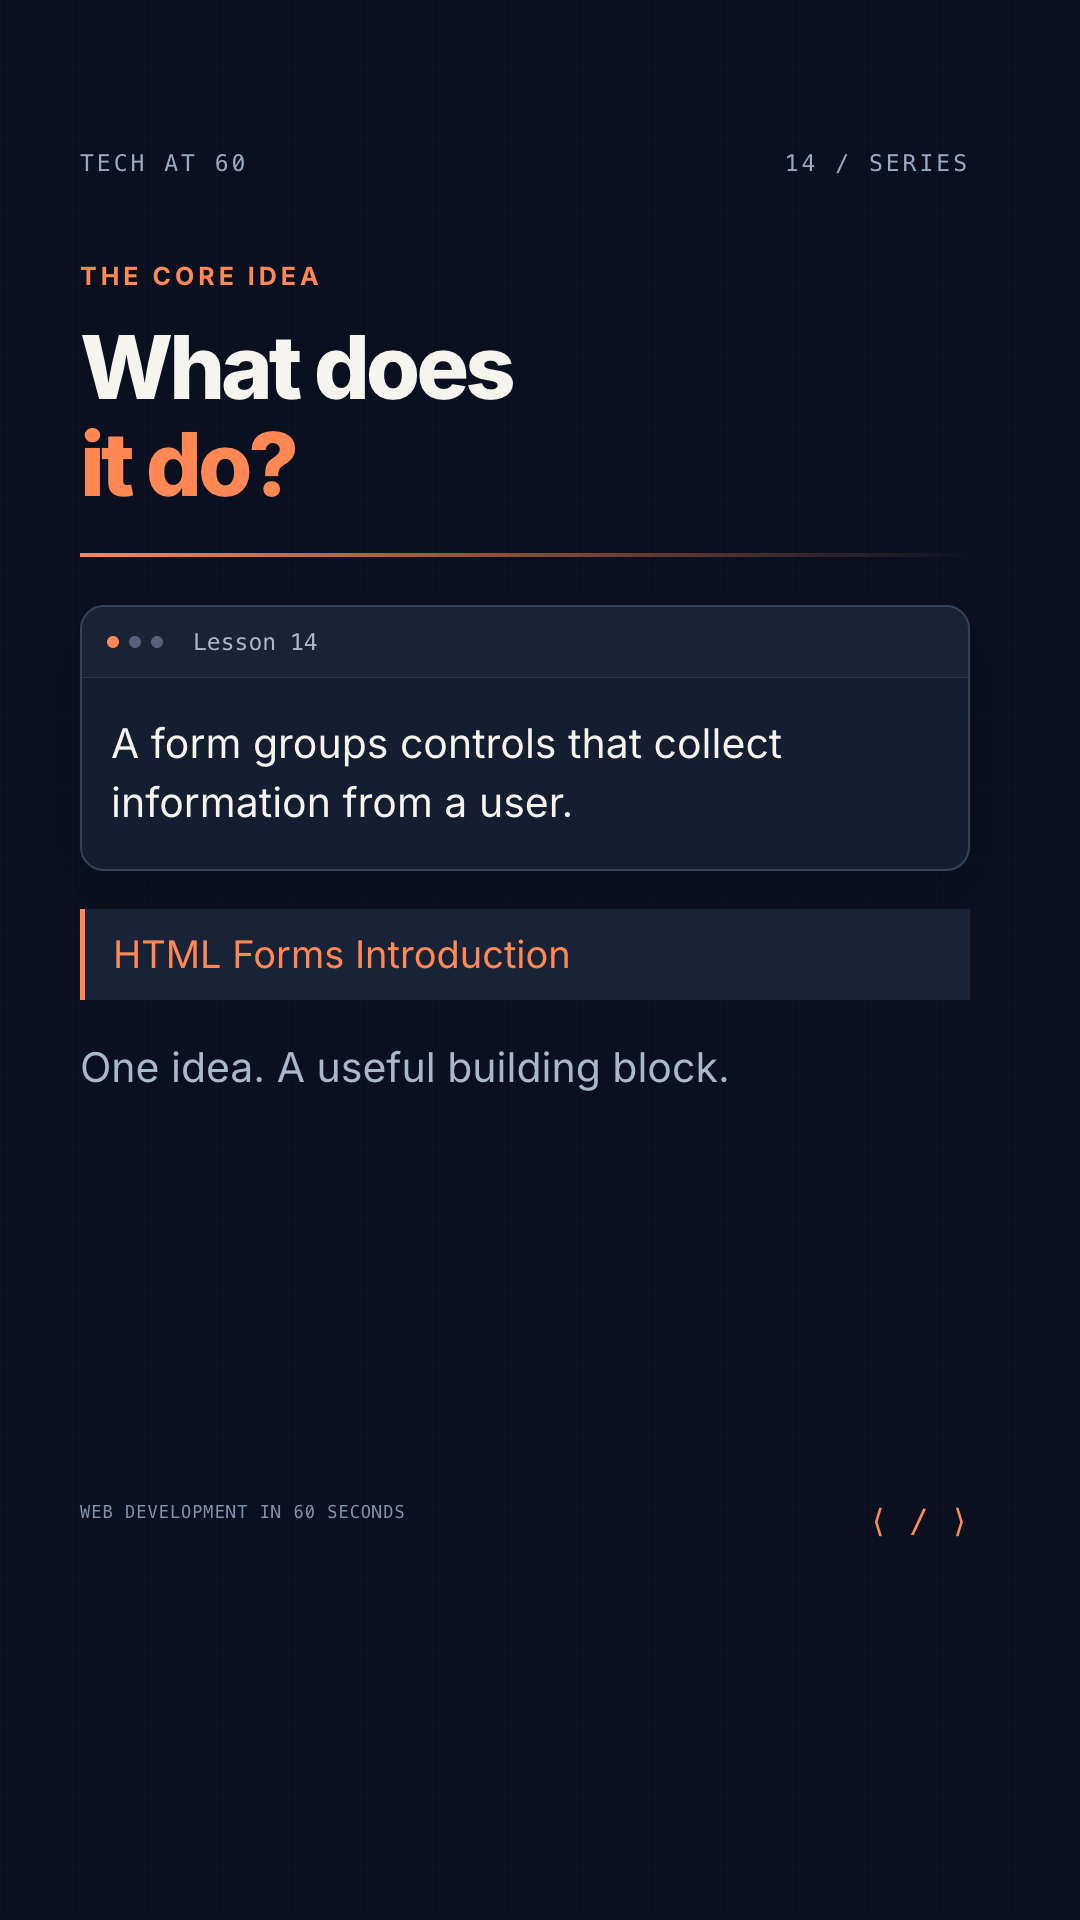 TECH AT 60
14 / SERIES
THE CORE IDEA
What does
it do?
Lesson 14
A form groups controls that collect
information from a user.
HTML Forms Introduction
One idea. A useful building block.
WEB DEVELOPMENT IN 60 SECONDS
⟨ / ⟩